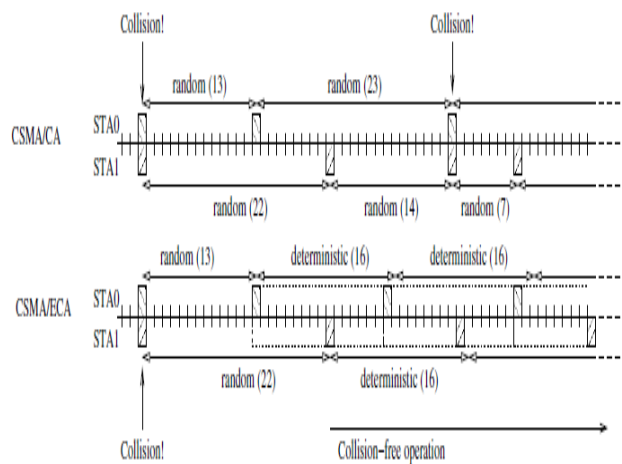 Collision!
Collision!
random (13)
random (23)
STA0
CSMA/CA
STA1
random (22)
random (14)
random (7)
random (13)
deterministic (16)
deterministic (16)
STA0
CSMA/ECA
STA1
random (22)
deterministic (16)
Collision!
Collision-free operation